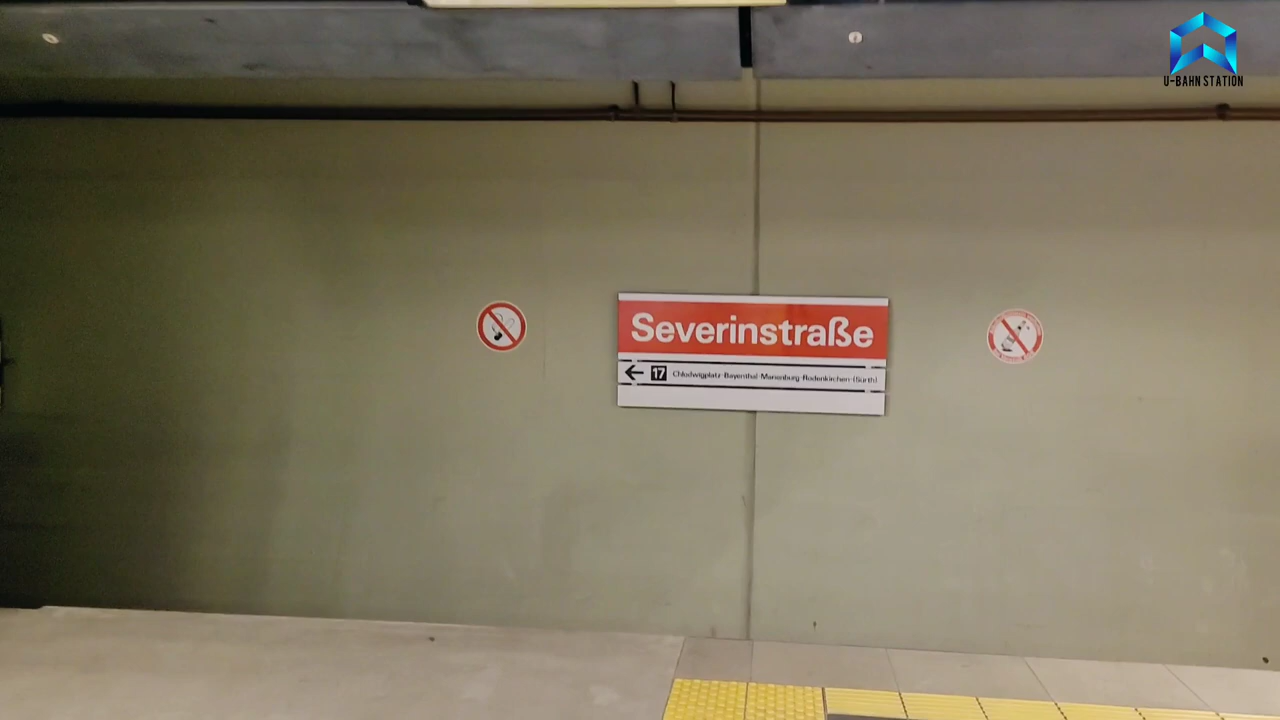 U-BAHN STATION
Severinstraße
17 Chlodwigplatz-Bayenthal-Marienburg-Rodenkirchen-(Sürth)